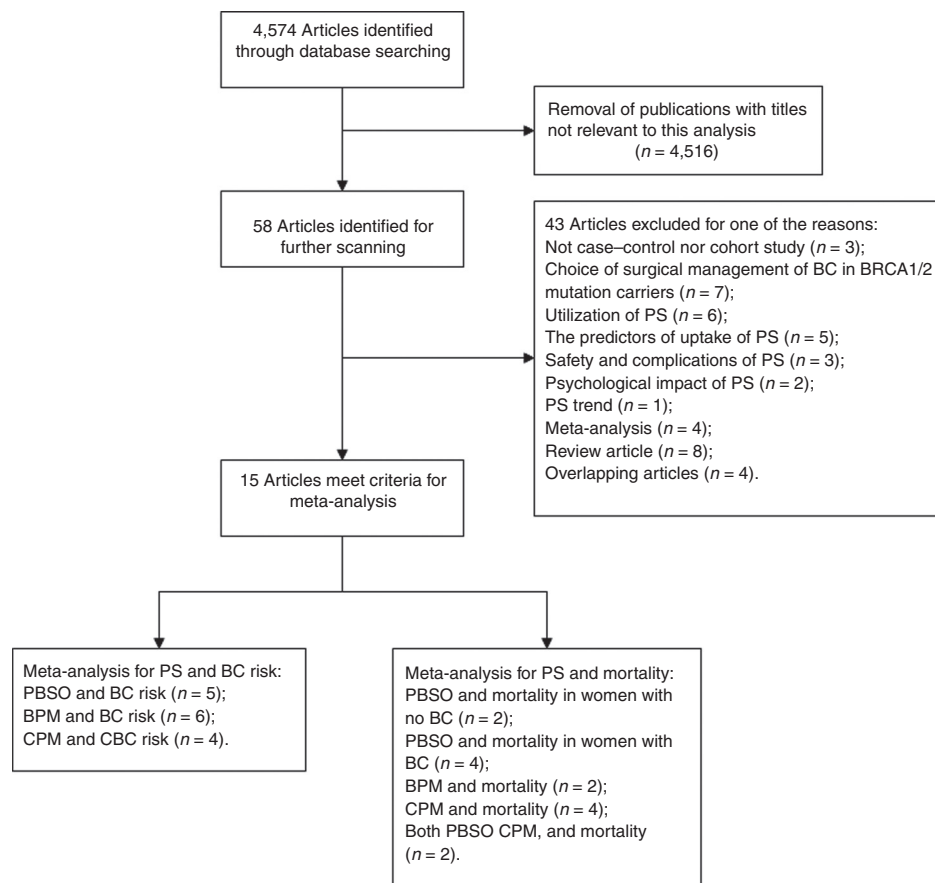 4,574 Articles identified
through database searching
Removal of publications with titles
not relevant to this analysis
(n = 4,516)
58 Articles identified for
further scanning
43 Articles excluded for one of the reasons:
Not case–control nor cohort study (n = 3);
Choice of surgical management of BC in BRCA1/2
mutation carriers (n = 7);
Utilization of PS (n = 6);
The predictors of uptake of PS (n = 5);
Safety and complications of PS (n = 3);
Psychological impact of PS (n = 2);
PS trend (n = 1);
Meta-analysis (n = 4);
Review article (n = 8);
Overlapping articles (n = 4).
15 Articles meet criteria for
meta-analysis
Meta-analysis for PS and BC risk:
PBSO and BC risk (n = 5);
BPM and BC risk (n = 6);
CPM and CBC risk (n = 4).
Meta-analysis for PS and mortality:
PBSO and mortality in women with
no BC (n = 2);
PBSO and mortality in women with
BC (n = 4);
BPM and mortality (n = 2);
CPM and mortality (n = 4);
Both PBSO CPM, and mortality
(n = 2).